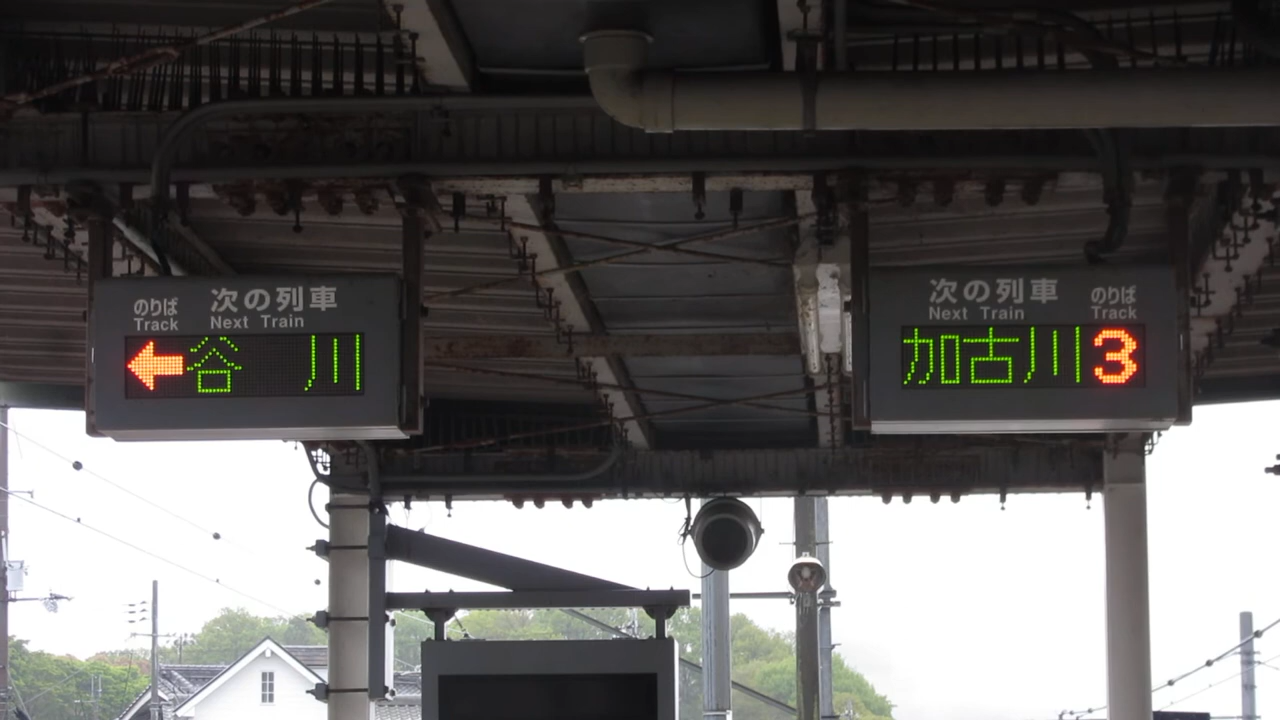 のりば 次の列車
Track Next Train
← 谷川
次の列車 のりば
Next Train Track
加古川 3